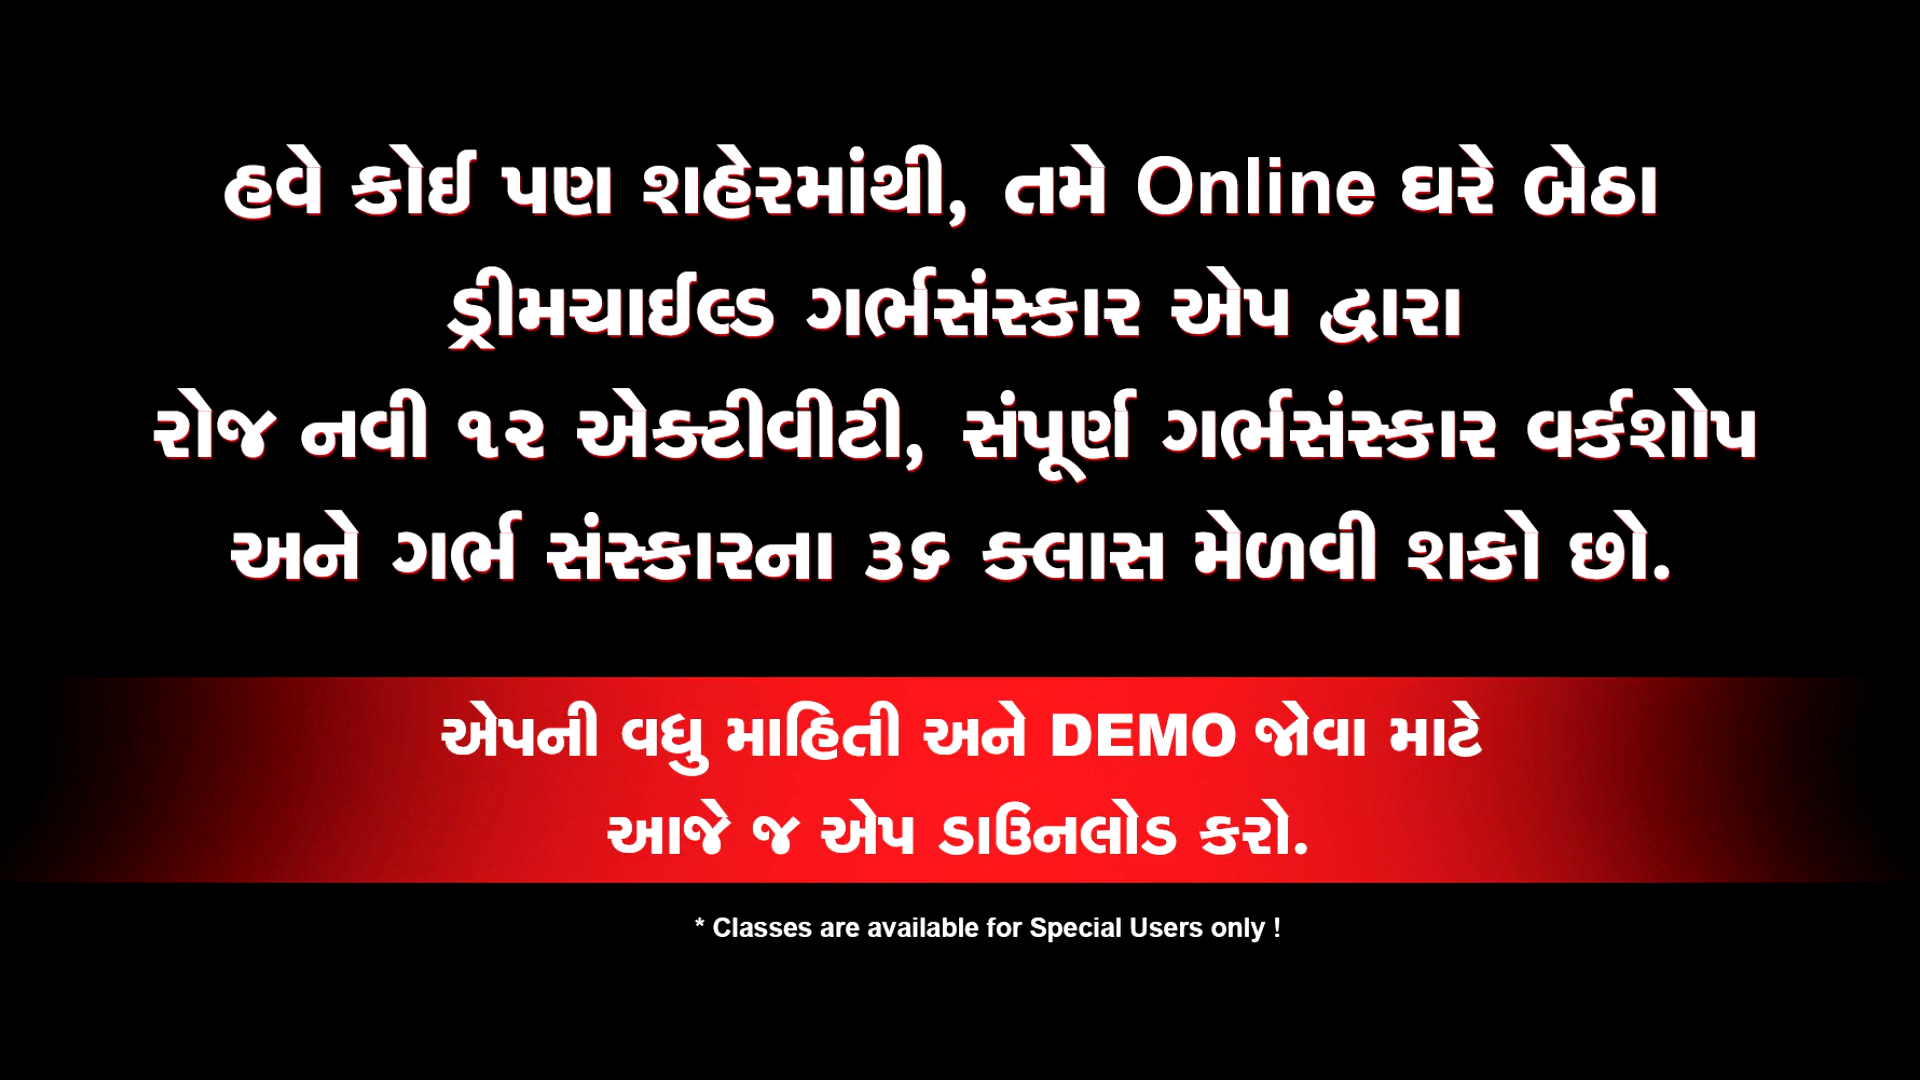 હવે કોઈ પણ શહેરમાંથી, તમે Online ઘરે બેઠા
ડ્રીમચાઈલ્ડ ગર્ભસંસ્કાર એપ દ્વારા
રોજ નવી ૧૨ એક્ટીવીટી, સંપૂર્ણ ગર્ભસંસ્કાર વર્કશોપ
અને ગર્ભ સંસ્કારના ૩૬ ક્લાસ મેળવી શકો છો.
એપની વધુ માહિતી અને DEMO જોવા માટે
આજે જ એપ ડાઉનલોડ કરો.
* Classes are available for Special Users only !